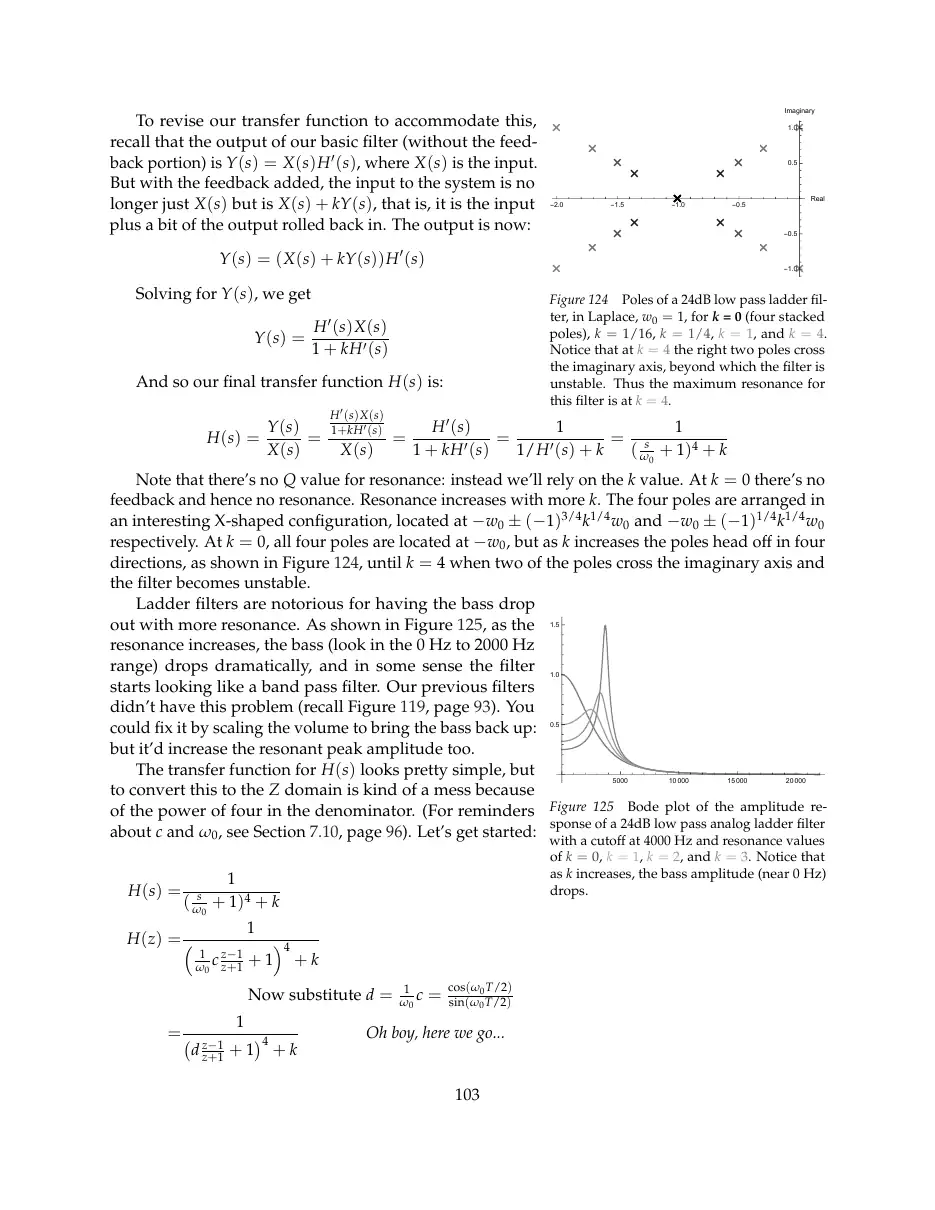 To revise our transfer function to accommodate this,
recall that the output of our basic filter (without the feed-
back portion) is Y(s) = X(s)H′(s), where X(s) is the input.
But with the feedback added, the input to the system is no
longer just X(s) but is X(s) + kY(s), that is, it is the input
plus a bit of the output rolled back in. The output is now:
Y(s) = (X(s) + kY(s))H′(s)
Solving for Y(s), we get
Y(s) = H′(s)X(s) / 1 + kH′(s)
And so our final transfer function H(s) is:
Imaginary
1.0
0.5
Real
−2.0 −1.5 −1.0 −0.5
−0.5
−1.0
Figure 124 Poles of a 24dB low pass ladder fil-
ter, in Laplace, w₀ = 1, for k = 0 (four stacked
poles), k = 1/16, k = 1/4, k = 1, and k = 4.
Notice that at k = 4 the right two poles cross
the imaginary axis, beyond which the filter is
unstable. Thus the maximum resonance for
this filter is at k = 4.
H(s) = Y(s)/X(s) = (H′(s)X(s)/1+kH′(s))/X(s) = H′(s)/(1 + kH′(s)) = 1/(1/H′(s) + k) = 1/((s/ω₀ + 1)⁴ + k)
Note that there's no Q value for resonance: instead we'll rely on the k value. At k = 0 there's no
feedback and hence no resonance. Resonance increases with more k. The four poles are arranged in
an interesting X-shaped configuration, located at −w₀ ± (−1)^3/4 k^1/4 w₀ and −w₀ ± (−1)^1/4 k^1/4 w₀
respectively. At k = 0, all four poles are located at −w₀, but as k increases the poles head off in four
directions, as shown in Figure 124, until k = 4 when two of the poles cross the imaginary axis and
the filter becomes unstable.
Ladder filters are notorious for having the bass drop
out with more resonance. As shown in Figure 125, as the
resonance increases, the bass (look in the 0 Hz to 2000 Hz
range) drops dramatically, and in some sense the filter
starts looking like a band pass filter. Our previous filters
didn't have this problem (recall Figure 119, page 93). You
could fix it by scaling the volume to bring the bass back up:
but it'd increase the resonant peak amplitude too.
The transfer function for H(s) looks pretty simple, but
to convert this to the Z domain is kind of a mess because
of the power of four in the denominator. (For reminders
about c and ω₀, see Section 7.10, page 96). Let's get started:
1.5
1.0
0.5
5000 10000 15000 20000
Figure 125 Bode plot of the amplitude re-
sponse of a 24dB low pass analog ladder filter
with a cutoff at 4000 Hz and resonance values
of k = 0, k = 1, k = 2, and k = 3. Notice that
as k increases, the bass amplitude (near 0 Hz)
drops.
H(s) = 1/((s/ω₀ + 1)⁴ + k)
H(z) = 1/((1/ω₀ c z−1/z+1 + 1)⁴ + k)
Now substitute d = 1/ω₀ c = cos(ω₀T/2)/sin(ω₀T/2)
= 1/((d z−1/z+1 + 1)⁴ + k) Oh boy, here we go...
103